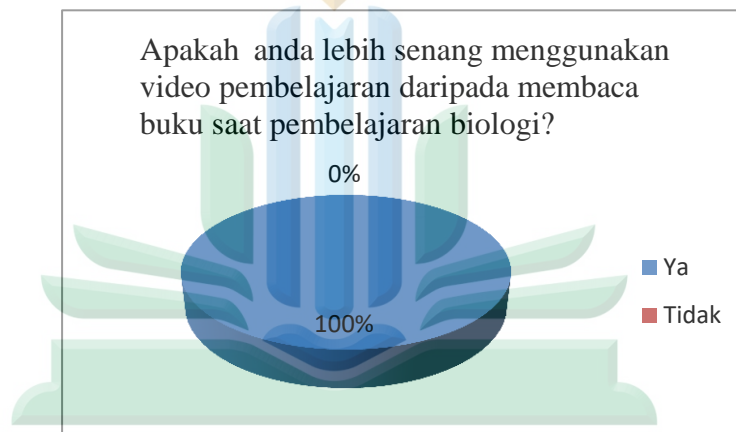 Apakah anda lebih senang menggunakan
video pembelajaran daripada membaca
buku saat pembelajaran biologi?
0%
100%
Ya
Tidak